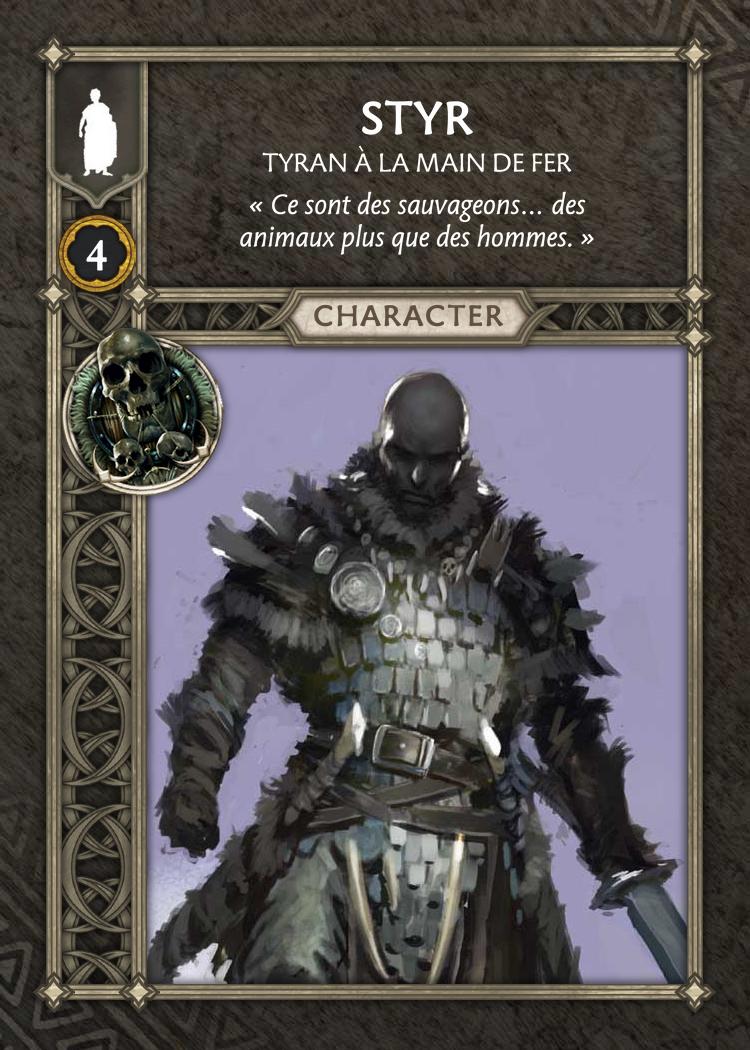 STYR
TYRAN À LA MAIN DE FER
« Ce sont des sauvageons... des
animaux plus que des hommes. »
4
CHARACTER